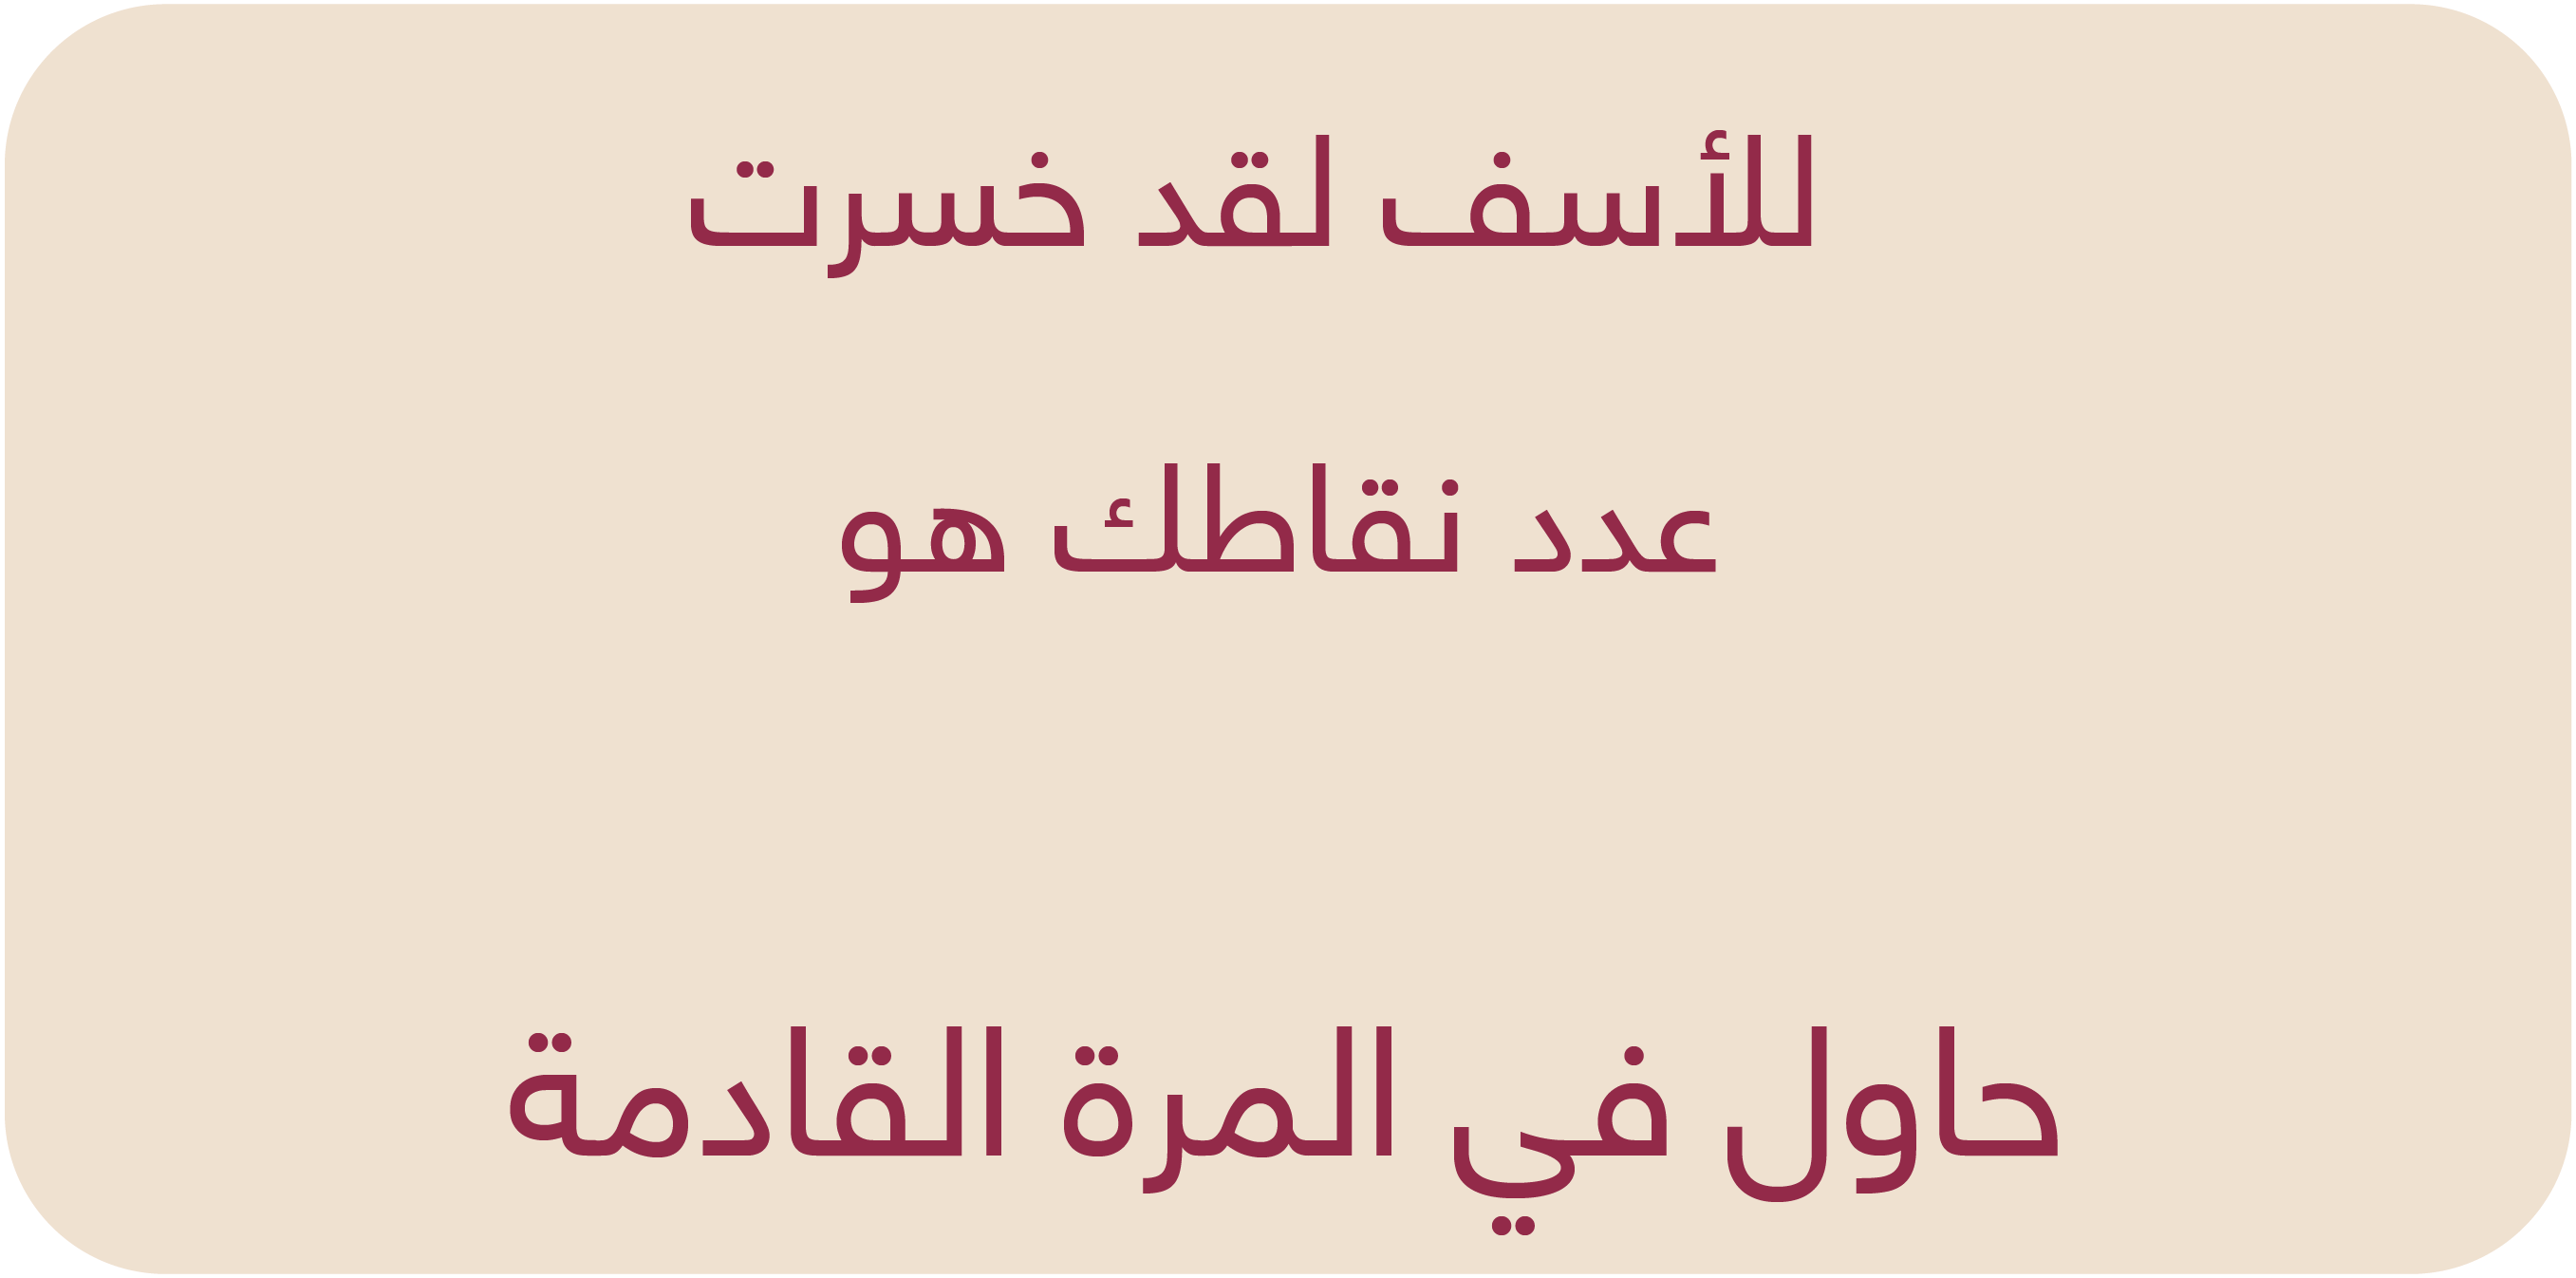 للأسف لقد خسرت
عدد نقاطك هو
حاول في المرة القادمة